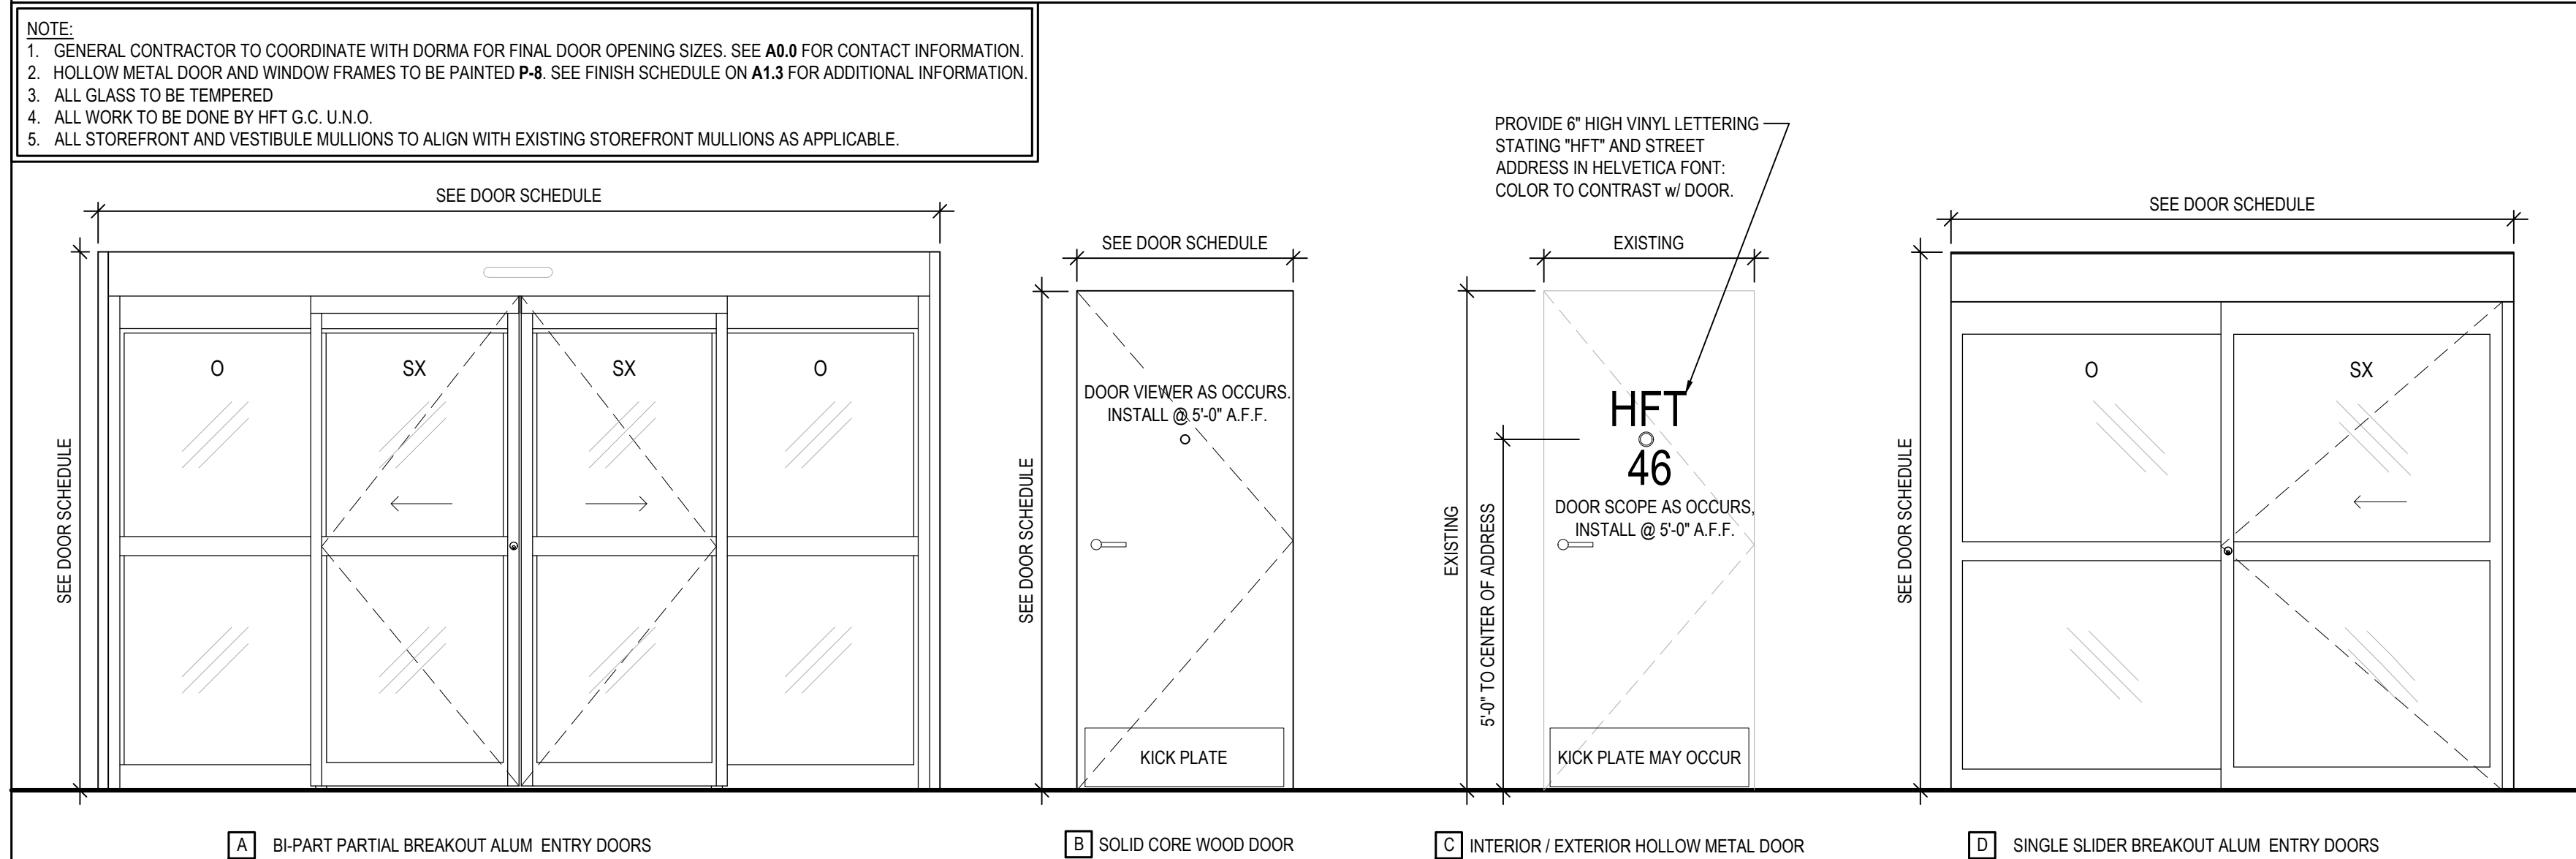 NOTE:
1. GENERAL CONTRACTOR TO COORDINATE WITH DORMA FOR FINAL DOOR OPENING SIZES. SEE A0.0 FOR CONTACT INFORMATION.
2. HOLLOW METAL DOOR AND WINDOW FRAMES TO BE PAINTED P-8. SEE FINISH SCHEDULE ON A1.3 FOR ADDITIONAL INFORMATION.
3. ALL GLASS TO BE TEMPERED
4. ALL WORK TO BE DONE BY HFT G.C. U.N.O.
5. ALL STOREFRONT AND VESTIBULE MULLIONS TO ALIGN WITH EXISTING STOREFRONT MULLIONS AS APPLICABLE.
SEE DOOR SCHEDULE
SEE DOOR SCHEDULE
O
SX
SX
O
A BI-PART PARTIAL BREAKOUT ALUM ENTRY DOORS
SEE DOOR SCHEDULE
SEE DOOR SCHEDULE
DOOR VIEWER AS OCCURS.
INSTALL @ 5'-0" A.F.F.
KICK PLATE
B SOLID CORE WOOD DOOR
PROVIDE 6" HIGH VINYL LETTERING
STATING "HFT" AND STREET
ADDRESS IN HELVETICA FONT:
COLOR TO CONTRAST w/ DOOR.
EXISTING
EXISTING
5'-0" TO CENTER OF ADDRESS
HFT
46
DOOR SCOPE AS OCCURS,
INSTALL @ 5'-0" A.F.F.
KICK PLATE MAY OCCUR
C INTERIOR / EXTERIOR HOLLOW METAL DOOR
SEE DOOR SCHEDULE
SEE DOOR SCHEDULE
O
SX
D SINGLE SLIDER BREAKOUT ALUM ENTRY DOORS